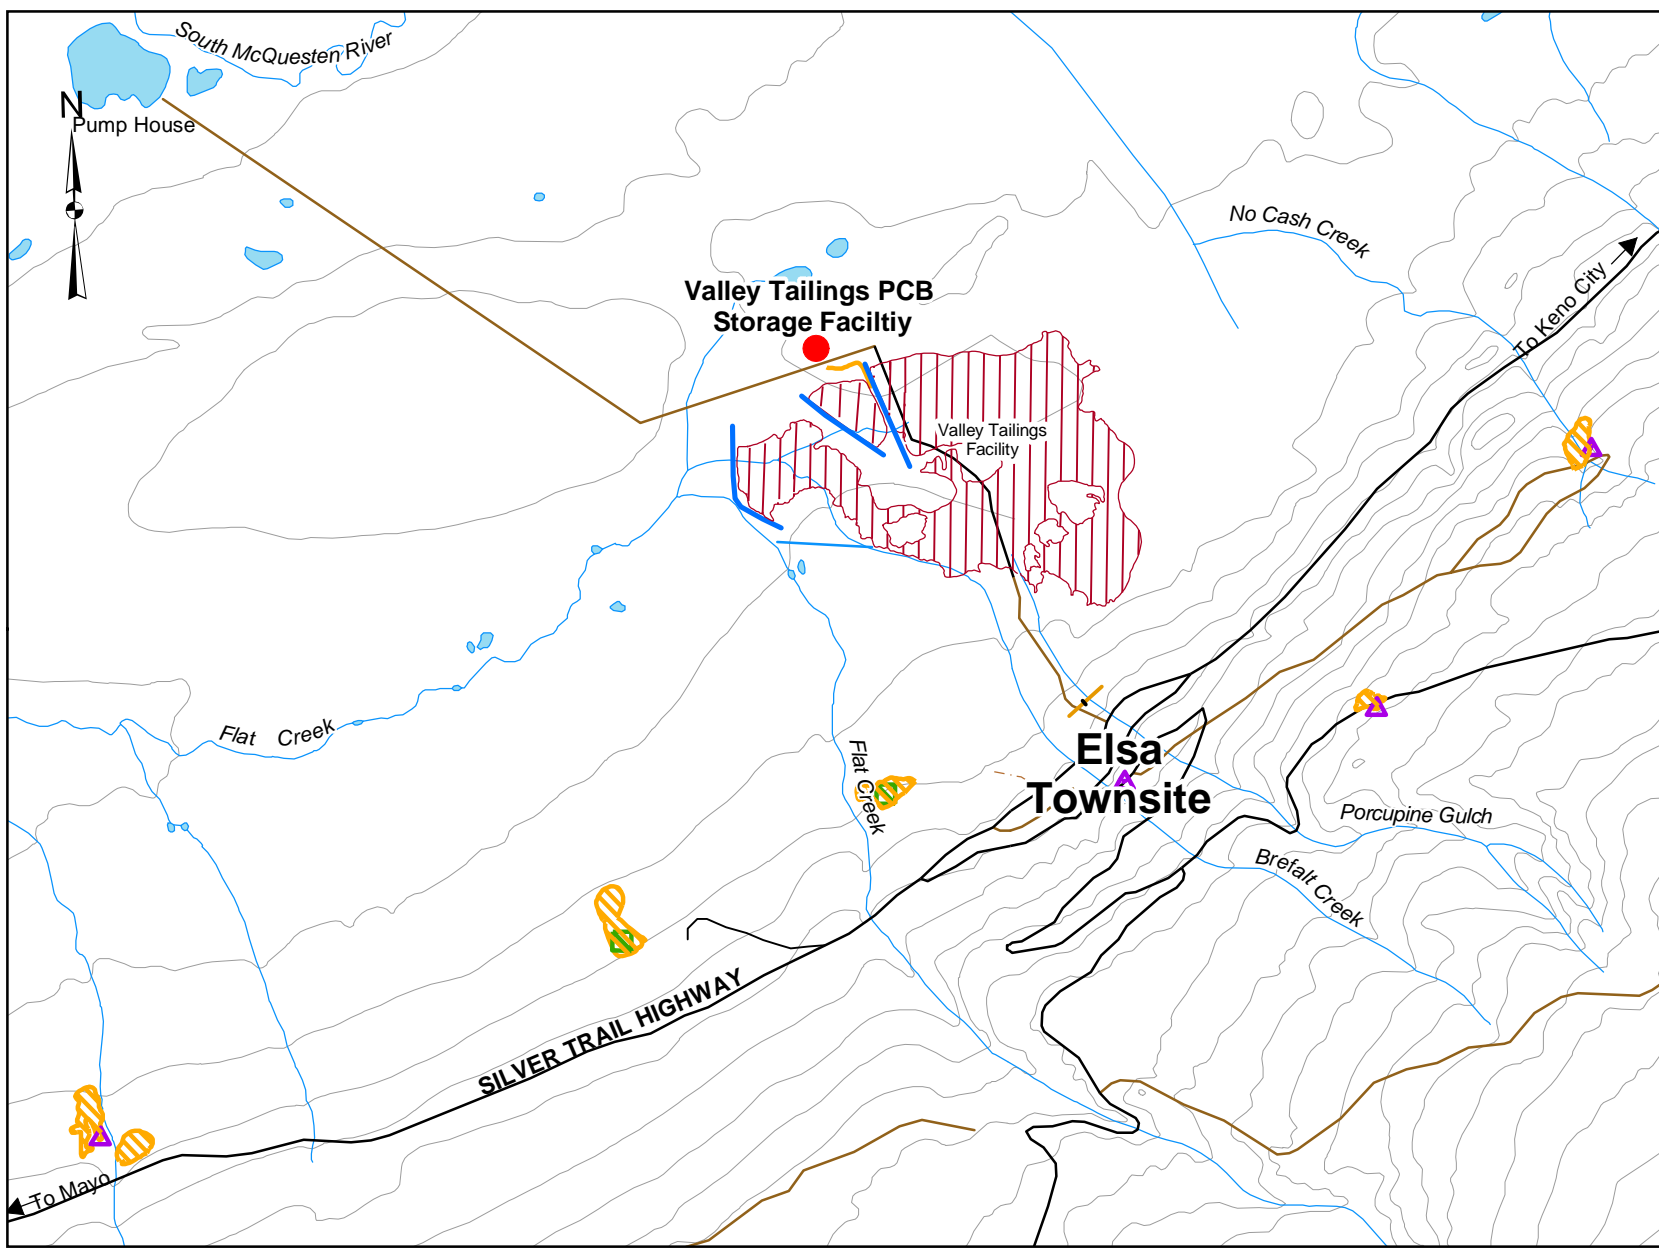 South McQuesten River
N
Pump House
No Cash Creek
To Keno City
Valley Tailings PCB
Storage Faciltiy
Valley Tailings
Facility
Flat Creek
Flat Creek
Elsa
Townsite
Porcupine Gulch
Brefalt Creek
SILVER TRAIL HIGHWAY
To Mayo